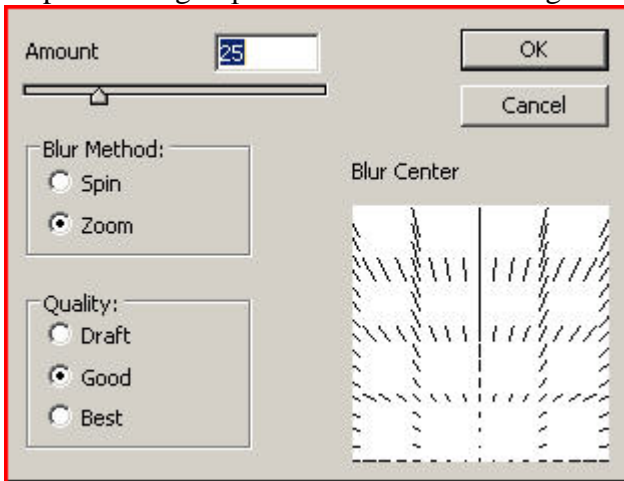 Amount 25 OK
Cancel
Blur Method:
Spin
Zoom
Blur Center
Quality:
Draft
Good
Best